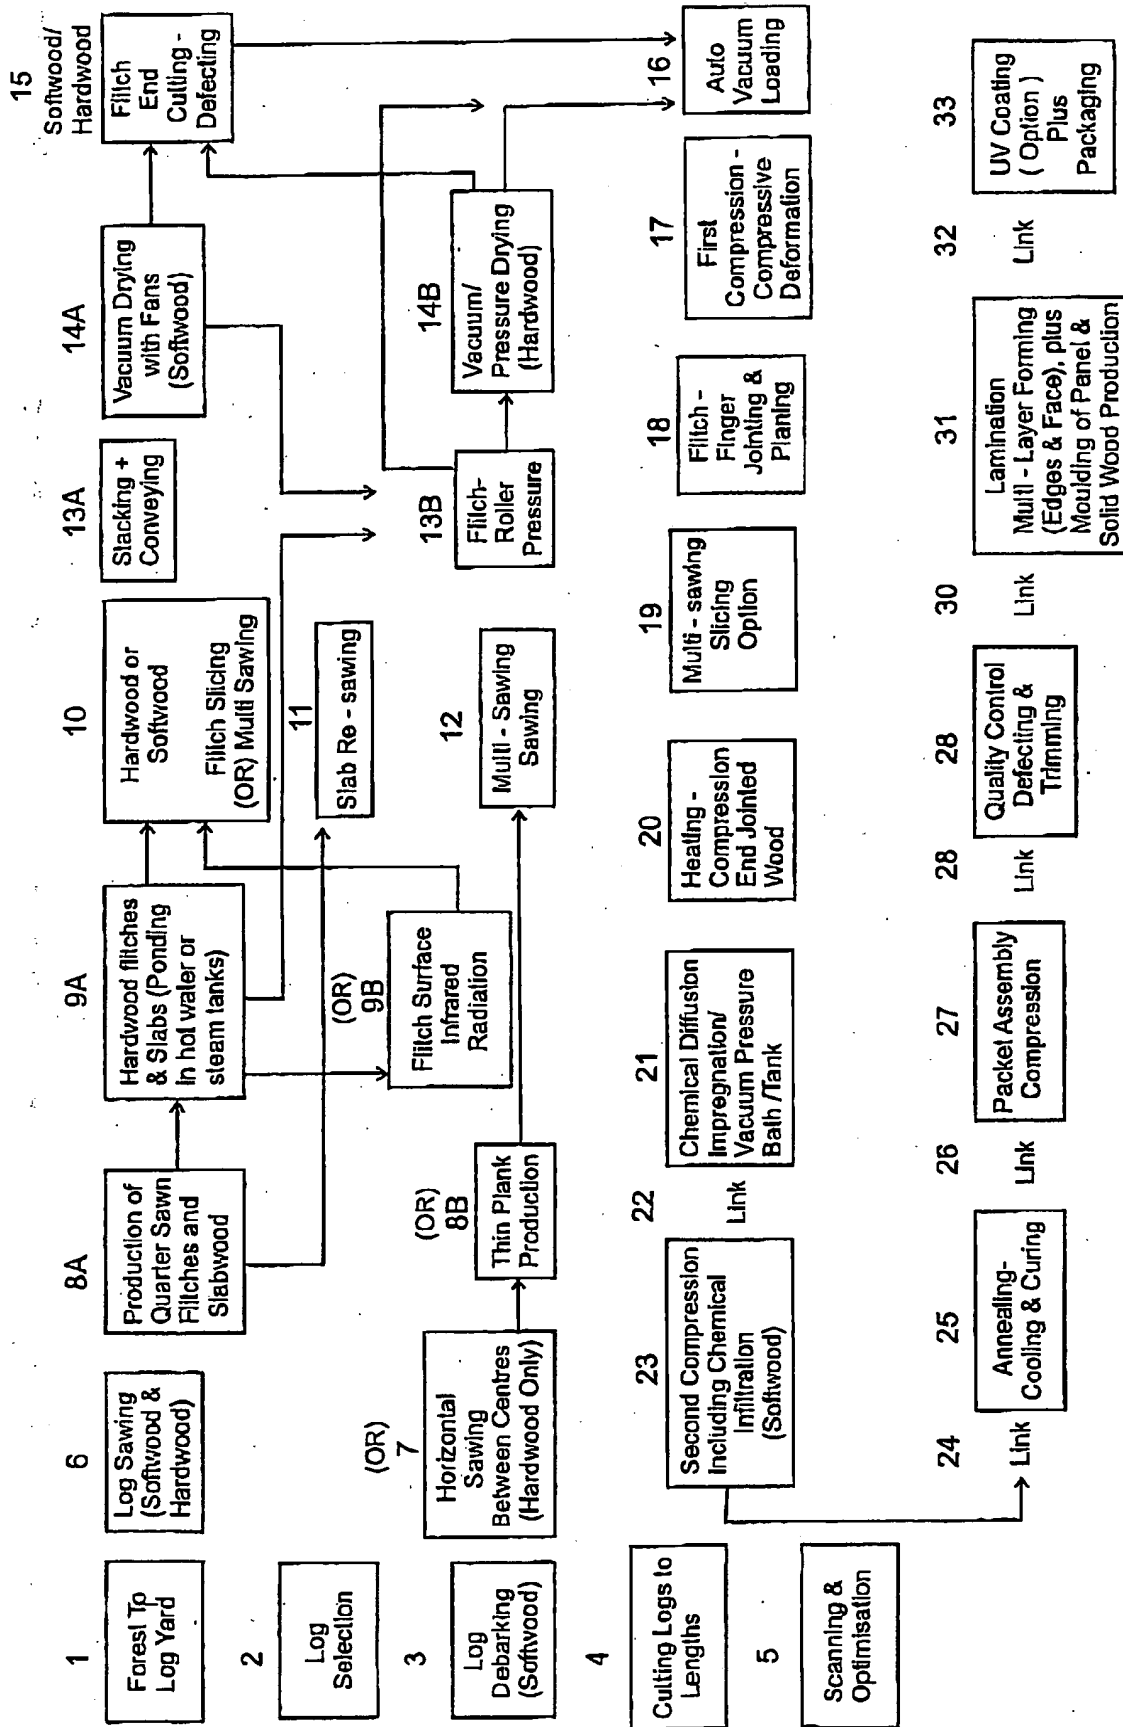 1
Forest To
Log Yard
2
Log
Selection
3
Log
Debarking
(Softwood)
4
Cutting Logs to
Lengths
5
Scanning &
Optimisation
6
Log Sawing
(Softwood &
Hardwood)
(OR)
7
Horizontal
Sawing
Between Centres
(Hardwood Only)
8A
Production of
Quarter Sawn
Flitches and
Slabwood
(OR)
8B
Thin Plank
Production
9A
Hardwood flitches
& Slabs (Ponding
in hot water or
steam tanks)
(OR)
9B
Flitch Surface
Infrared
Radiation
10
Hardwood or
Softwood
Flitch Slicing
(OR) Multi Sawing
11
Slab Re - sawing
12
Multi - Sawing
Sawing
13A
Stacking +
Conveying
13B
Flitch-
Roller
Pressure
14A
Vacuum Drying
with Fans
(Softwood)
14B
Vacuum/
Pressure Drying
(Hardwood)
15
Softwood/
Hardwood
Flitch
End
Cutting -
Defecting
16
Auto
Vacuum
Loading
17
First
Compression -
Compressive
Deformation
18
Flitch -
Finger
Jointing &
Planing
19
Multi - sawing
Slicing
Option
20
Heating -
Compression
End Jointed
Wood
21
Chemical Diffusion
Impregnation/
Vacuum Pressure
Bath /Tank
22
Link
23
Second Compression
Including Chemical
Infiltration
(Softwood)
24
Link
25
Annealing-
Cooling & Curing
26
Link
27
Packet Assembly
Compression
28
Link
28
Quality Control
Defecting &
Trimming
30
Link
31
Lamination
Multi - Layer Forming
(Edges & Face), plus
Moulding of Panel &
Solid Wood Production
32
Link
33
UV Coating
( Option )
Plus
Packaging